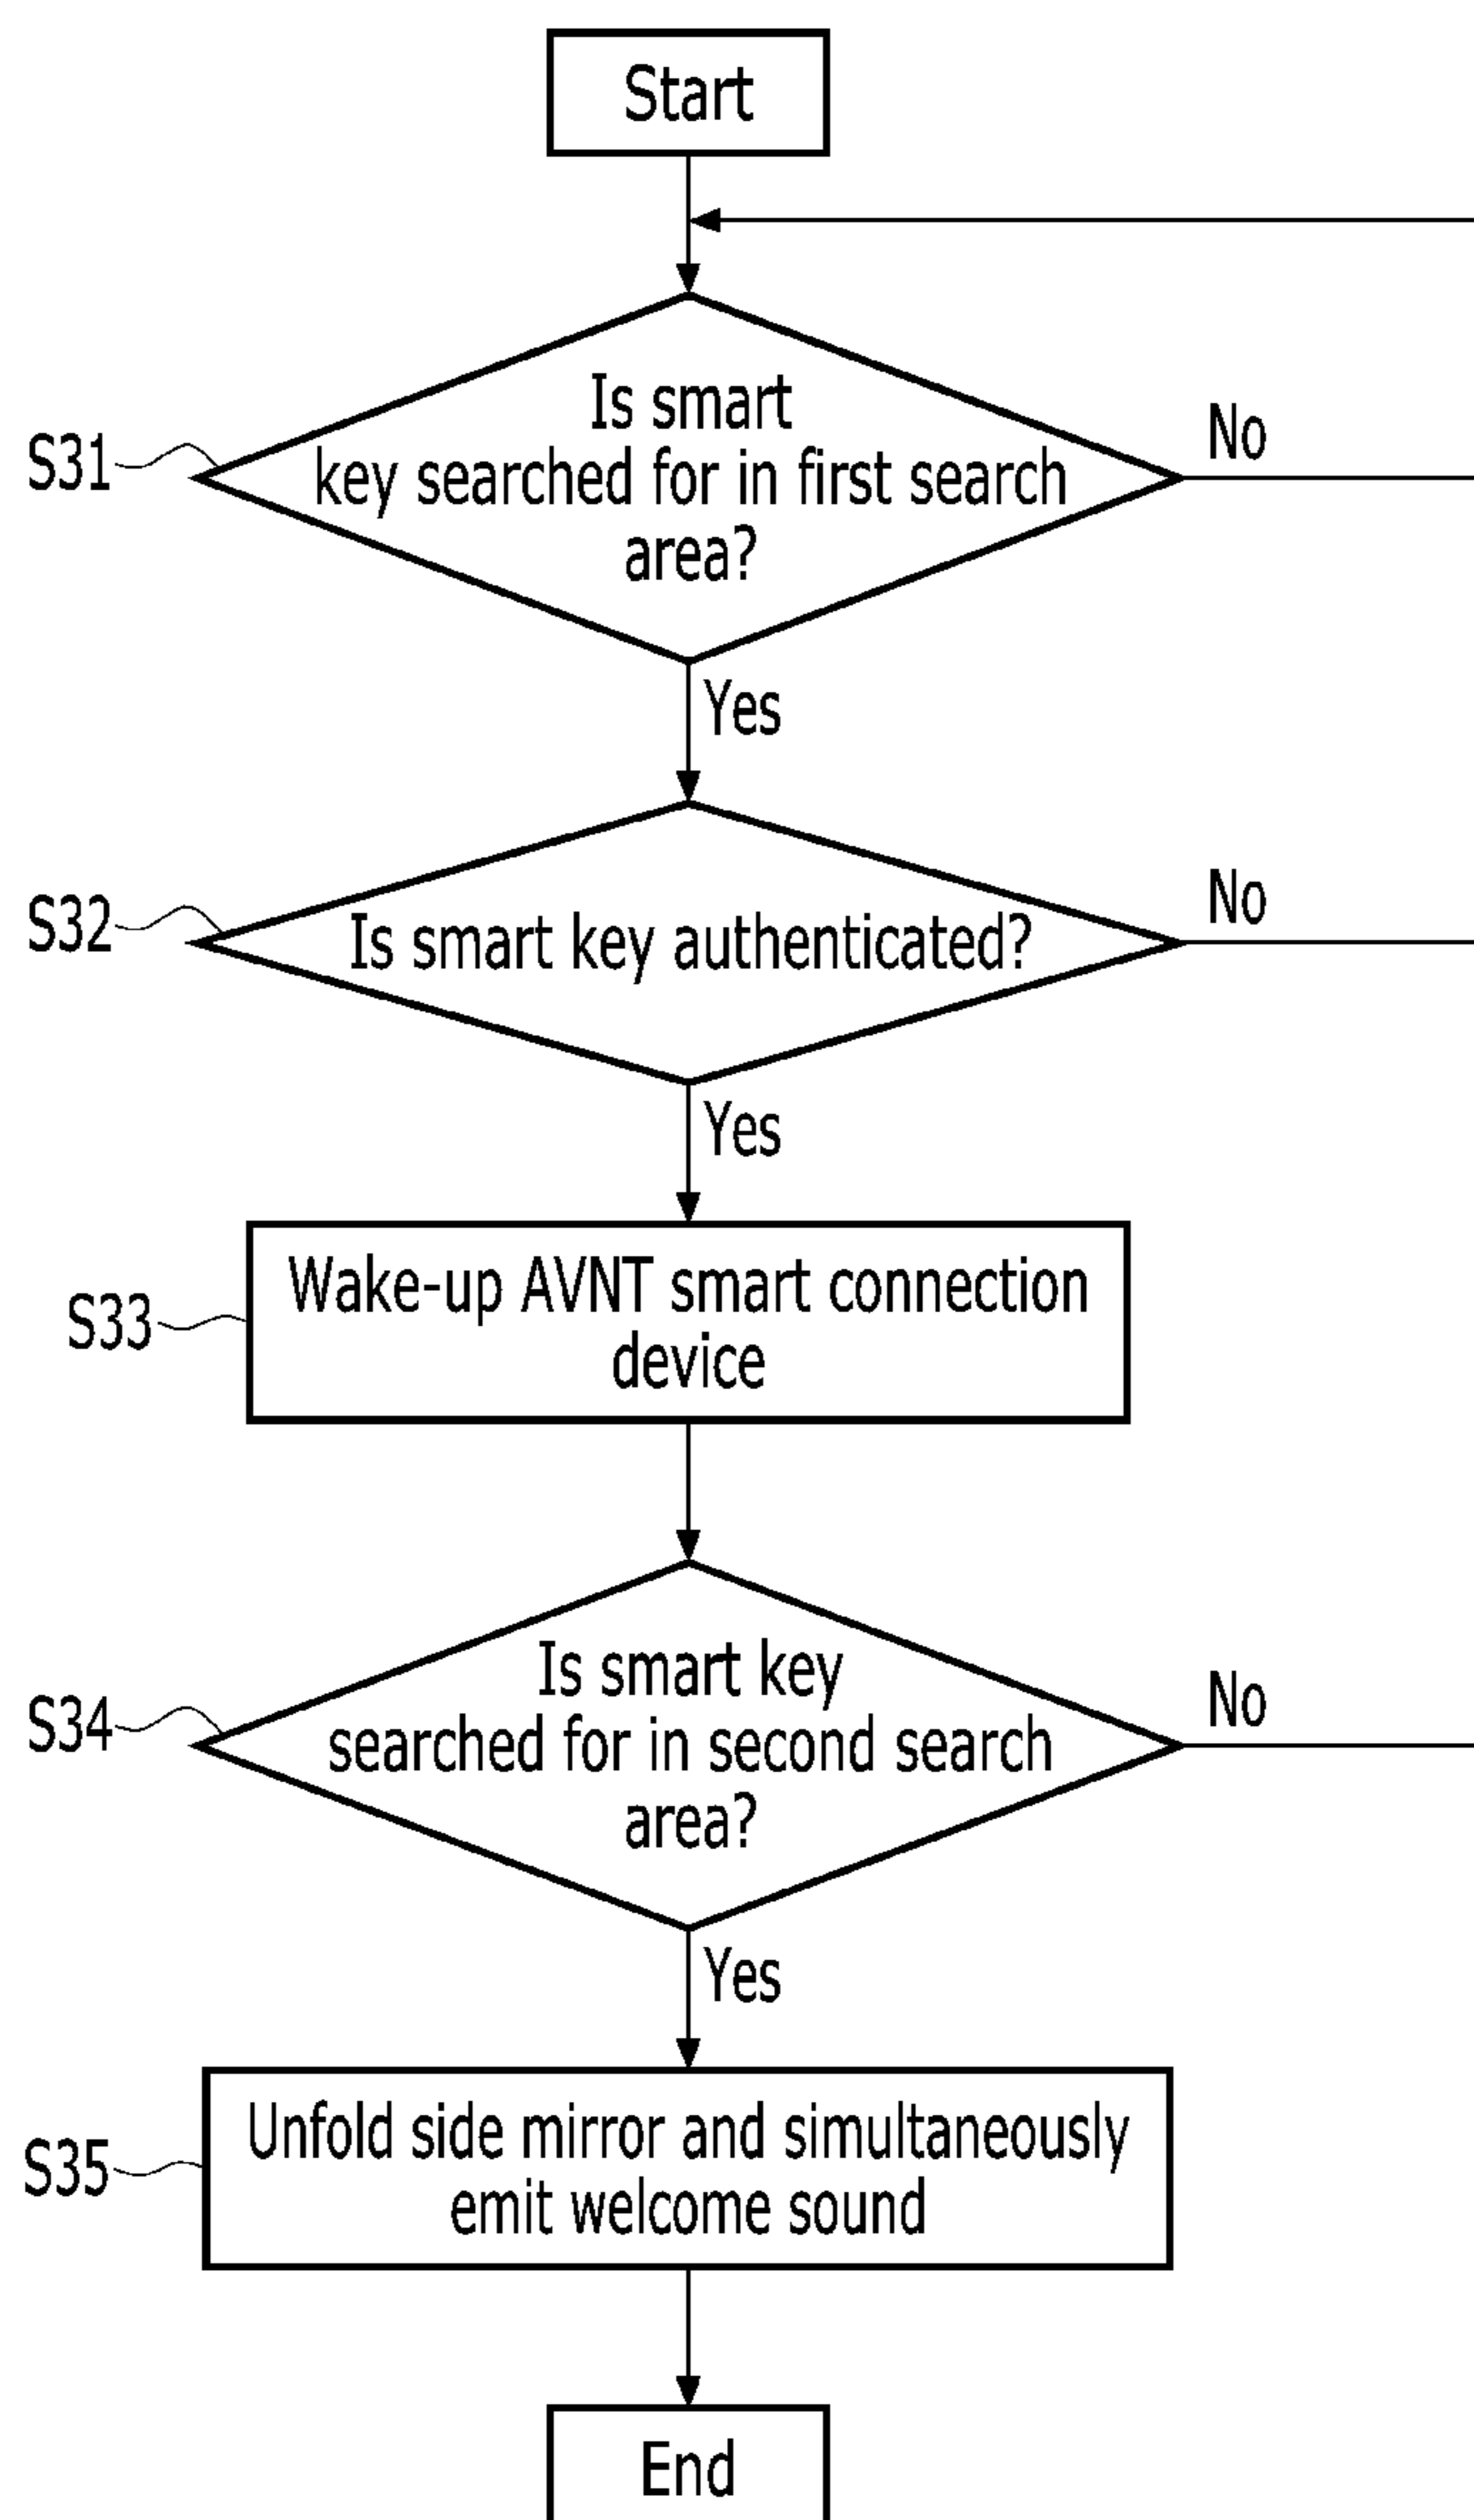 Start
Is smart
key searched for in first search
area?
S31
No
Yes
Is smart key authenticated?
S32
No
Yes
Wake-up AVNT smart connection
device
S33
Is smart key
searched for in second search
area?
S34
No
Yes
Unfold side mirror and simultaneously
emit welcome sound
S35
End